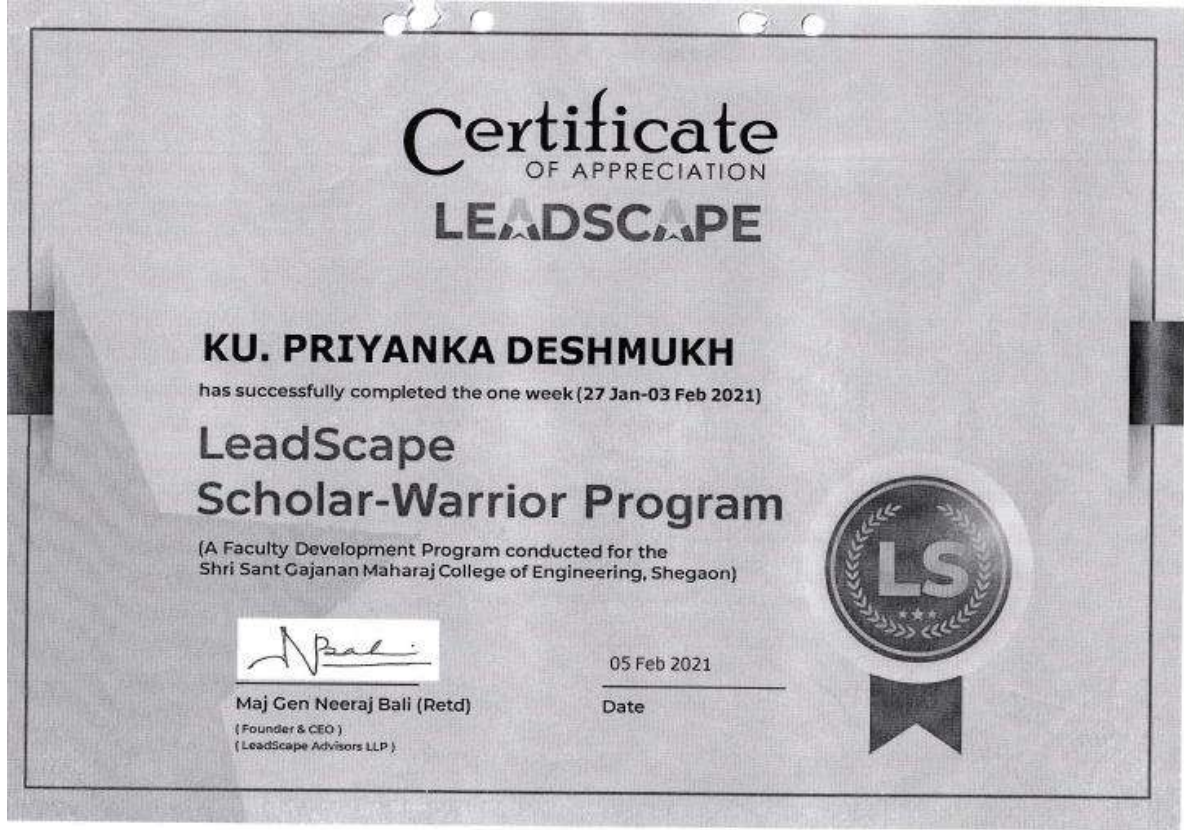 Certificate
OF APPRECIATION
LEADSCAPE
KU. PRIYANKA DESHMUKH
has successfully completed the one week (27 Jan-03 Feb 2021)
LeadScape
Scholar-Warrior Program
(A Faculty Development Program conducted for the
Shri Sant Gajanan Maharaj College of Engineering, Shegaon)
LS
NBali
05 Feb 2021
Maj Gen Neeraj Bali (Retd)
Date
( Founder & CEO )
( LeadScape Advisors LLP )